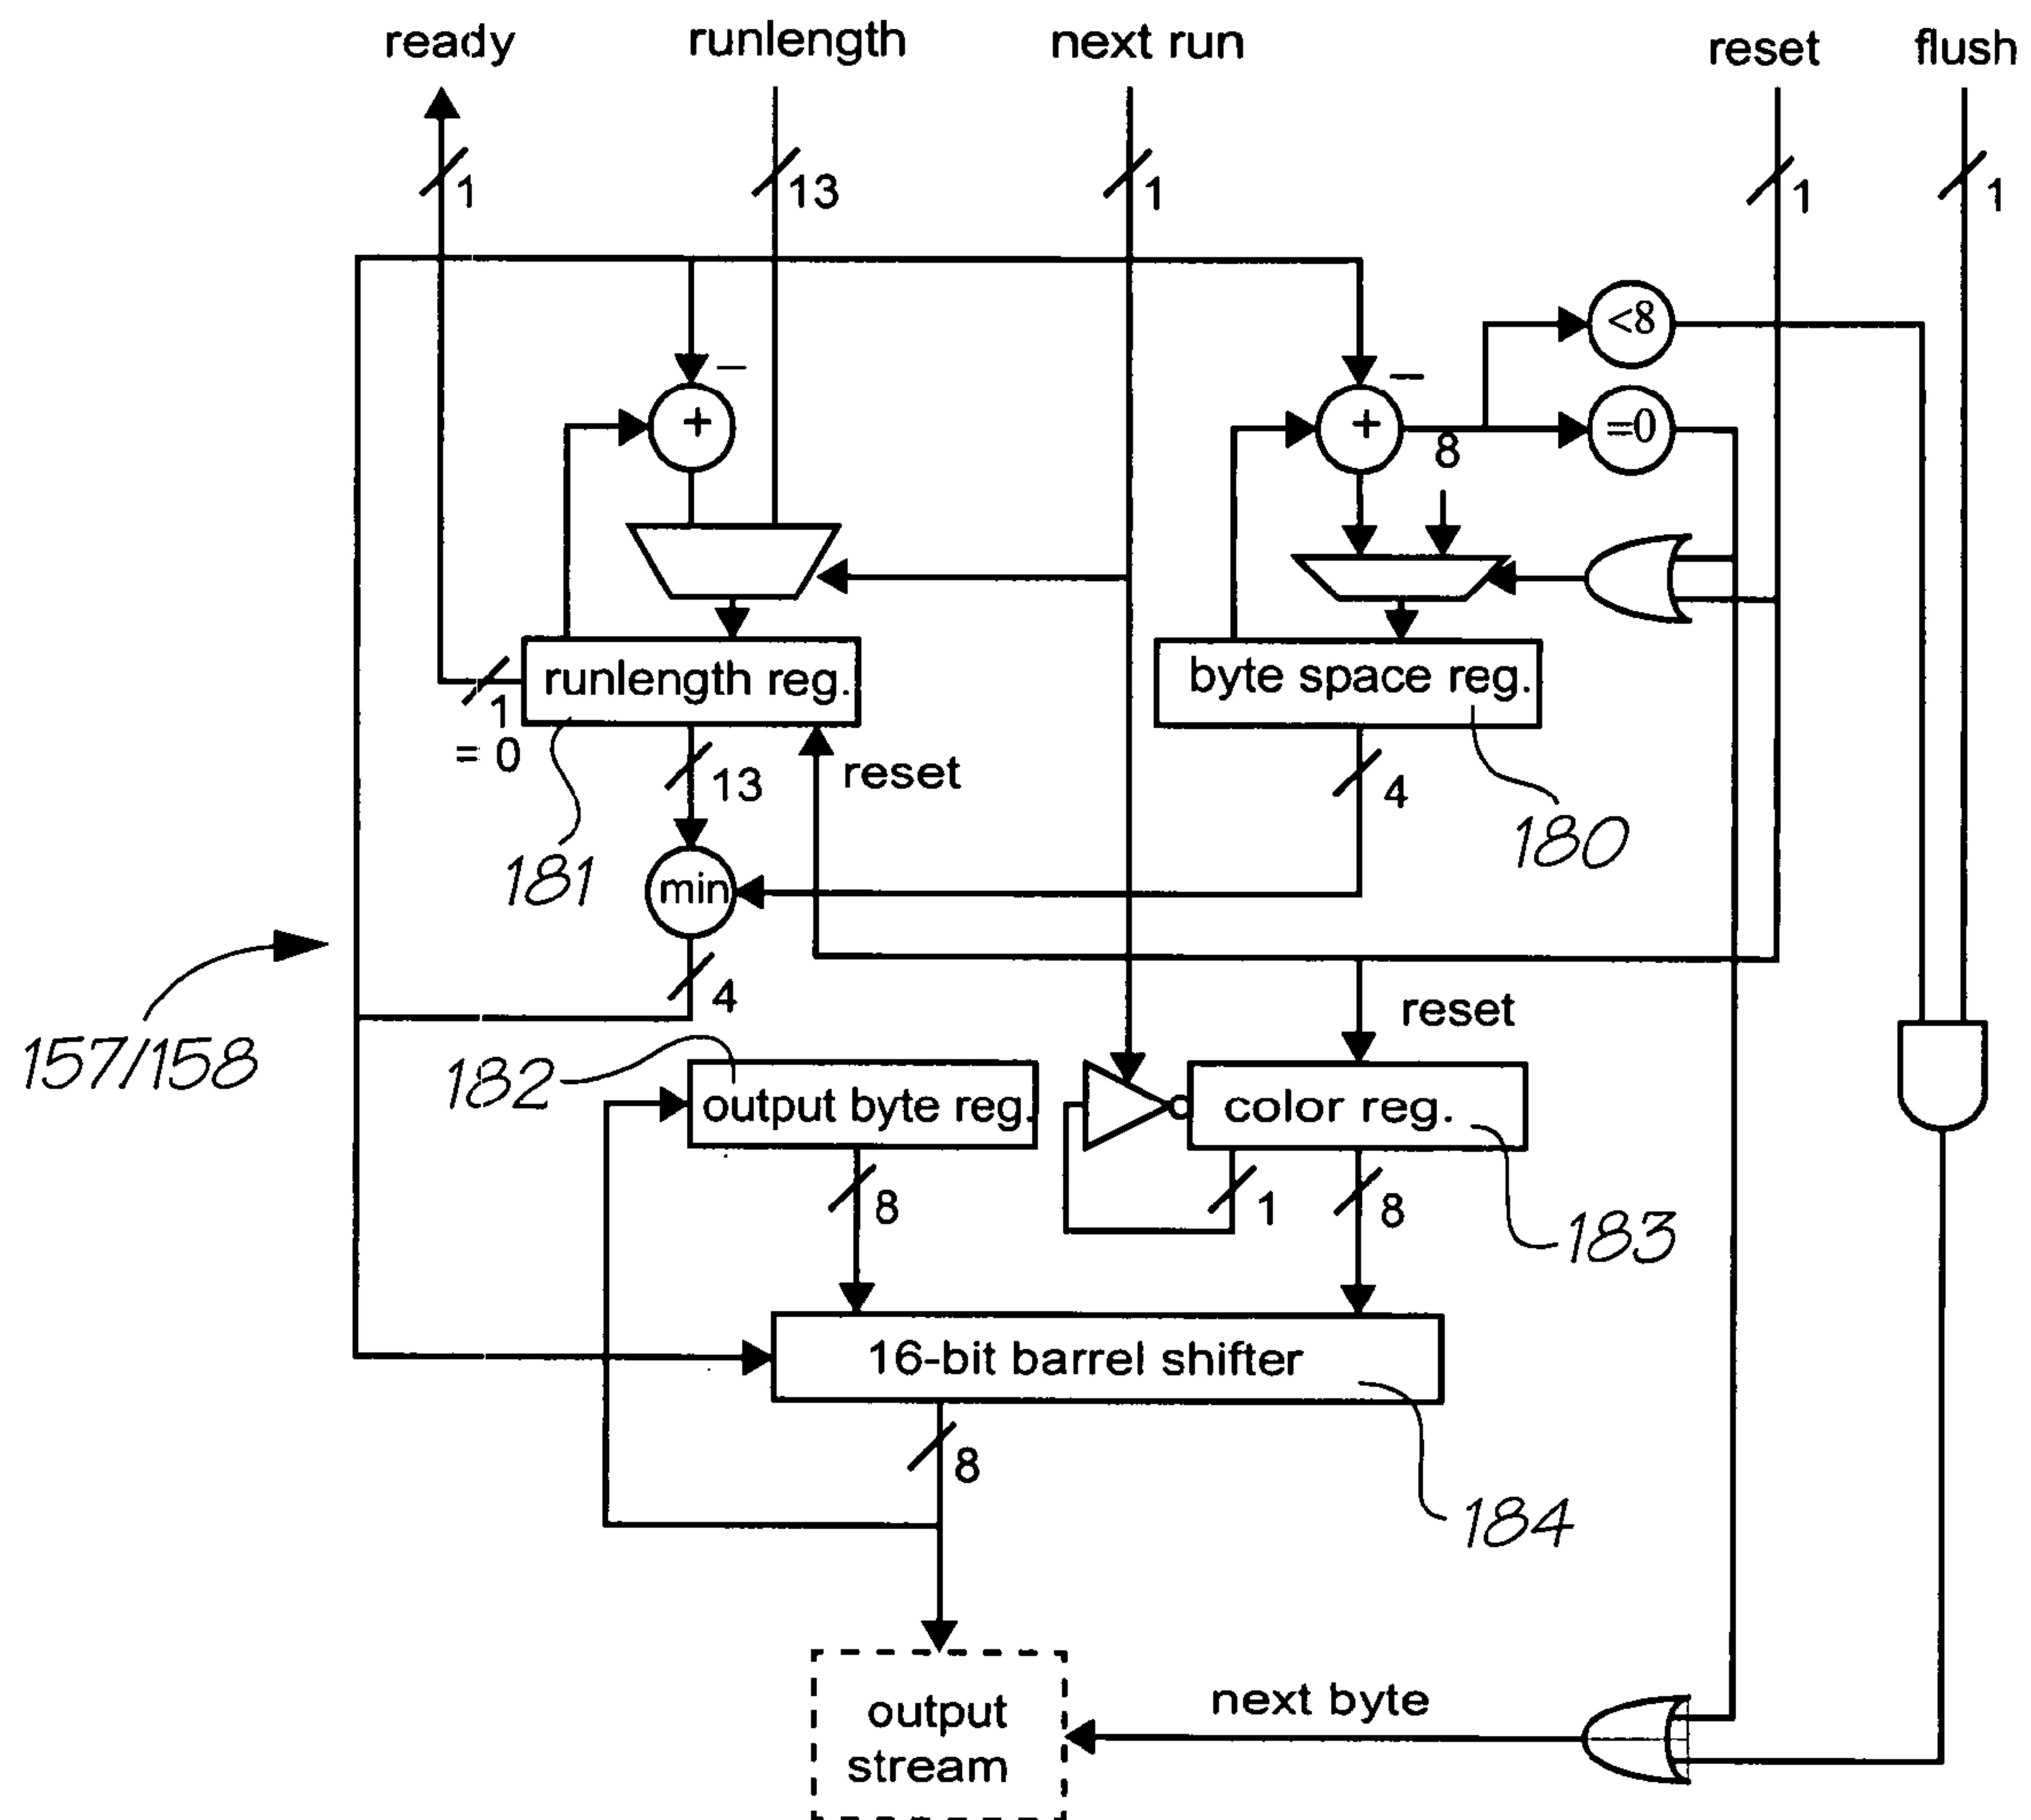 ready
runlength
next run
reset
flush
1
13
1
1
1
<8
−
−
+
+
=0
8
runlength reg.
byte space reg.
1
= 0
13
reset
4
181
180
min
4
reset
157/158
182
output byte reg.
color reg.
8
1
8
183
16-bit barrel shifter
8
184
next byte
output
stream